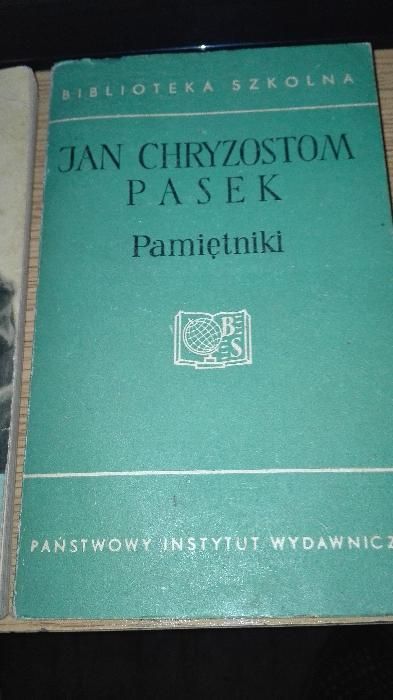 BIBLIOTEKA SZKOLNA
JAN CHRYZOSTOM
PASEK
Pamiętniki
B
S
PAŃSTWOWY INSTYTUT WYDAWNICZ